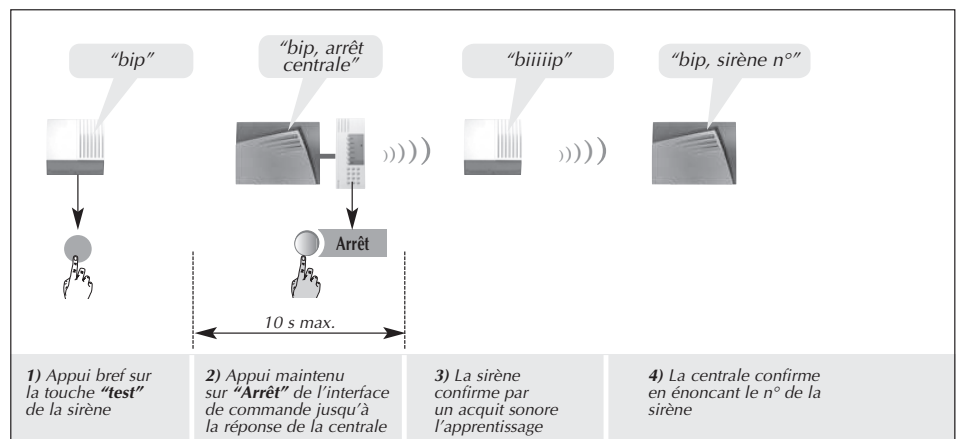 “bip”
“bip, arrêt
centrale”
“biiiiip”
“bip, sirène n°”
Arrêt
10 s max.
1) Appui bref sur
la touche “test”
de la sirène
2) Appui maintenu
sur “Arrêt” de l’interface
de commande jusqu’à
la réponse de la centrale
3) La sirène
confirme par
un acquit sonore
l’apprentissage
4) La centrale confirme
en énonçant le n° de la
sirène